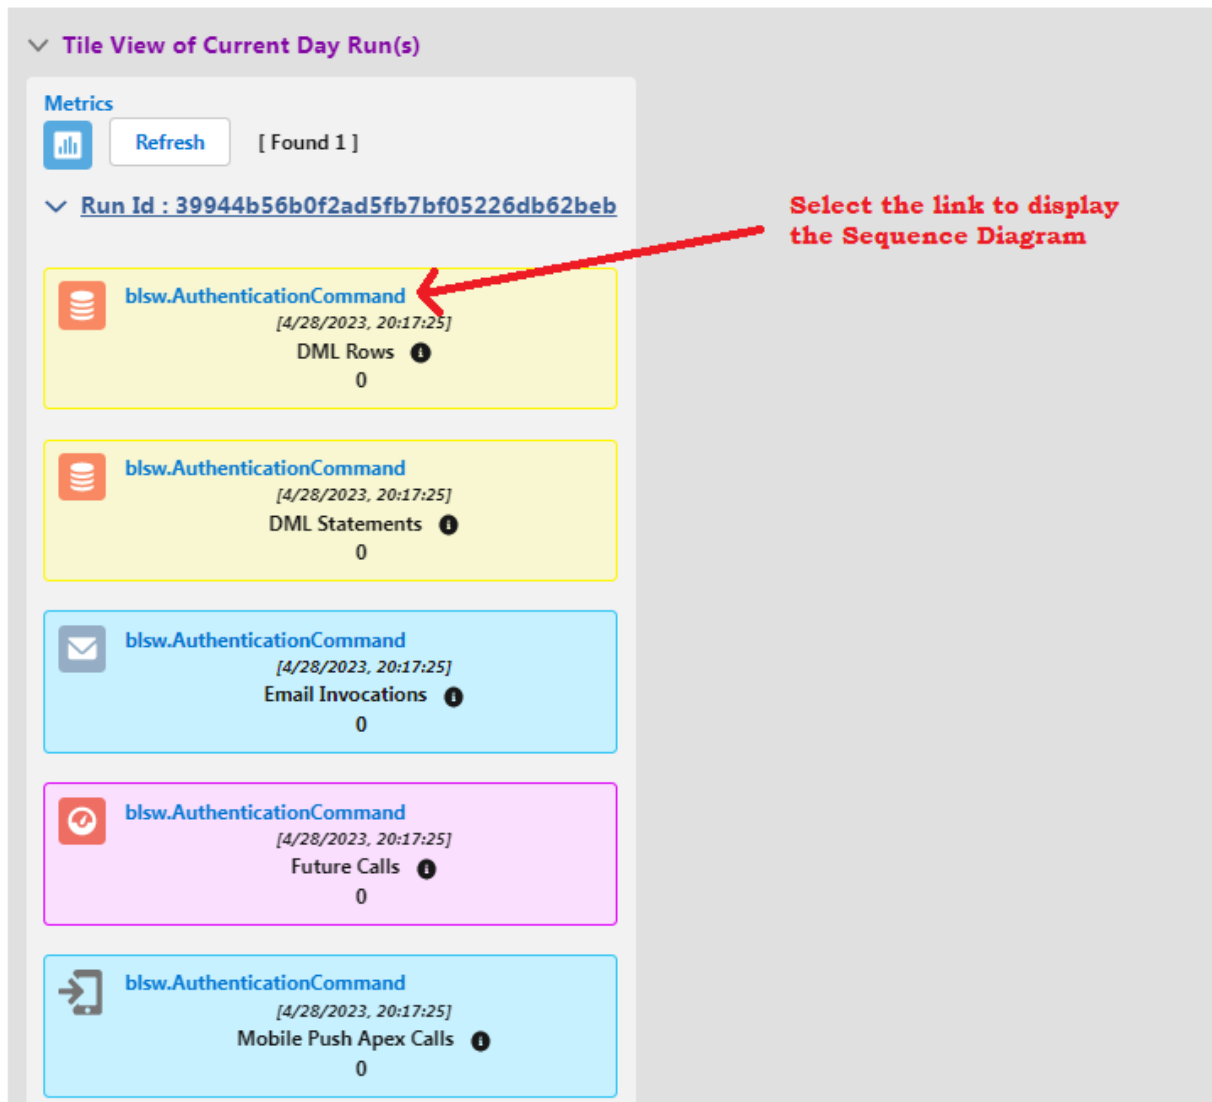 Tile View of Current Day Run(s)
Metrics
Refresh
[ Found 1 ]
Run Id : 39944b56b0f2ad5fb7bf05226db62beb
Select the link to display
the Sequence Diagram
blsw.AuthenticationCommand
[4/28/2023, 20:17:25]
DML Rows
0
blsw.AuthenticationCommand
[4/28/2023, 20:17:25]
DML Statements
0
blsw.AuthenticationCommand
[4/28/2023, 20:17:25]
Email Invocations
0
blsw.AuthenticationCommand
[4/28/2023, 20:17:25]
Future Calls
0
blsw.AuthenticationCommand
[4/28/2023, 20:17:25]
Mobile Push Apex Calls
0